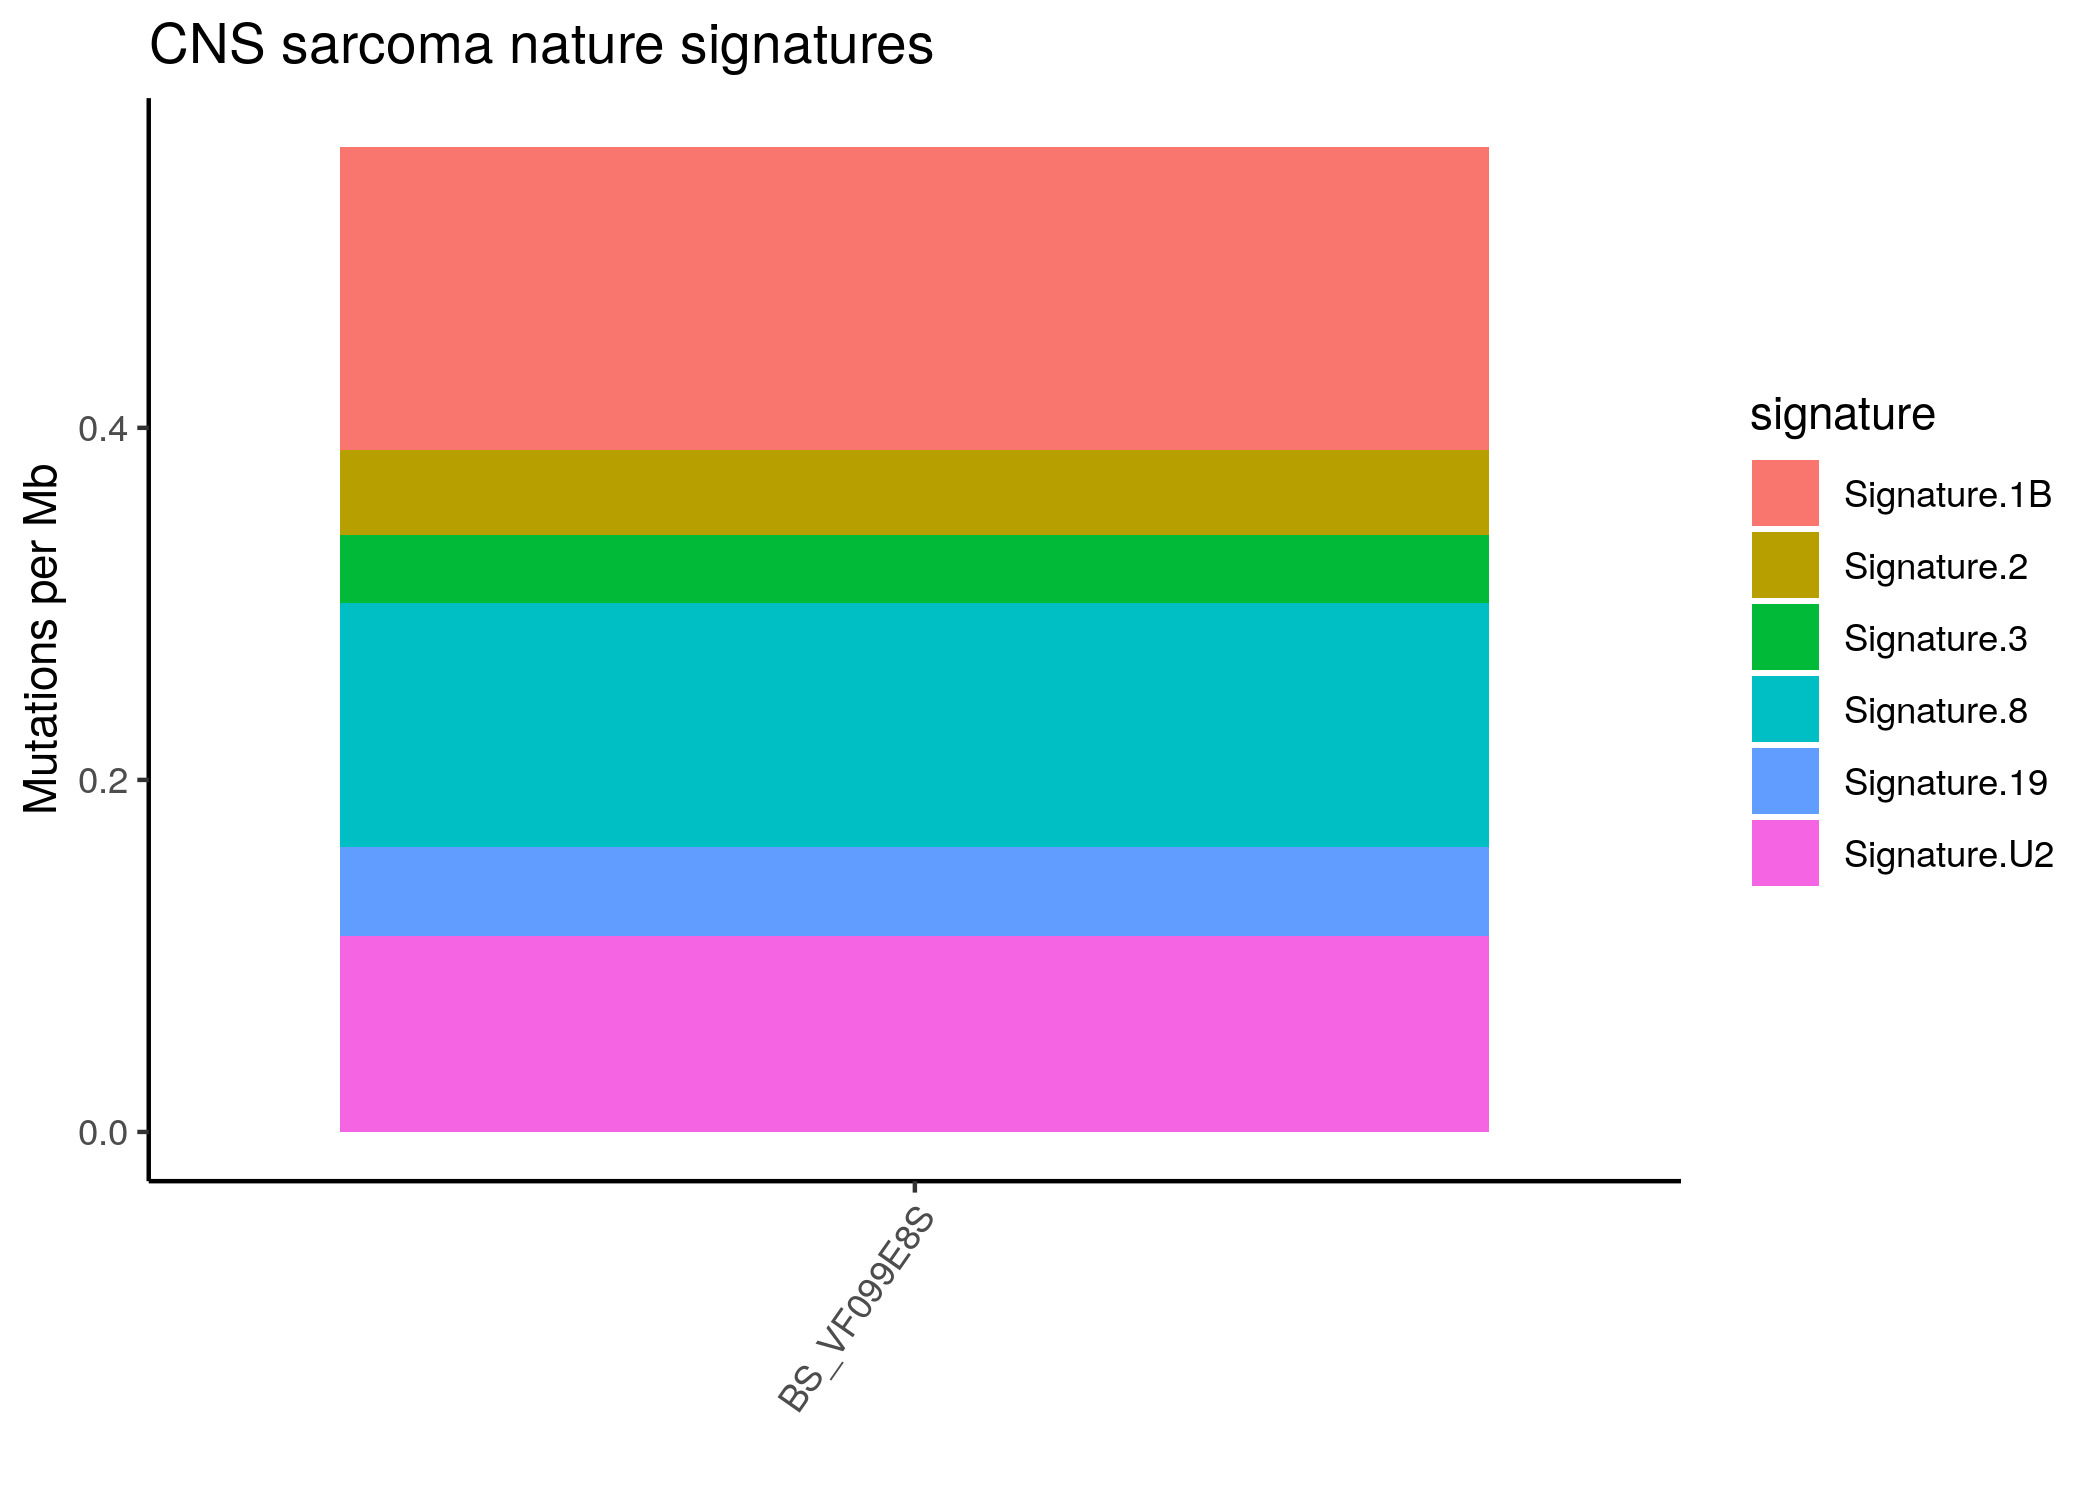 CNS sarcoma nature signatures
Mutations per Mb
0.4
0.2
0.0
BS_VF099E8S
signature
Signature.1B
Signature.2
Signature.3
Signature.8
Signature.19
Signature.U2